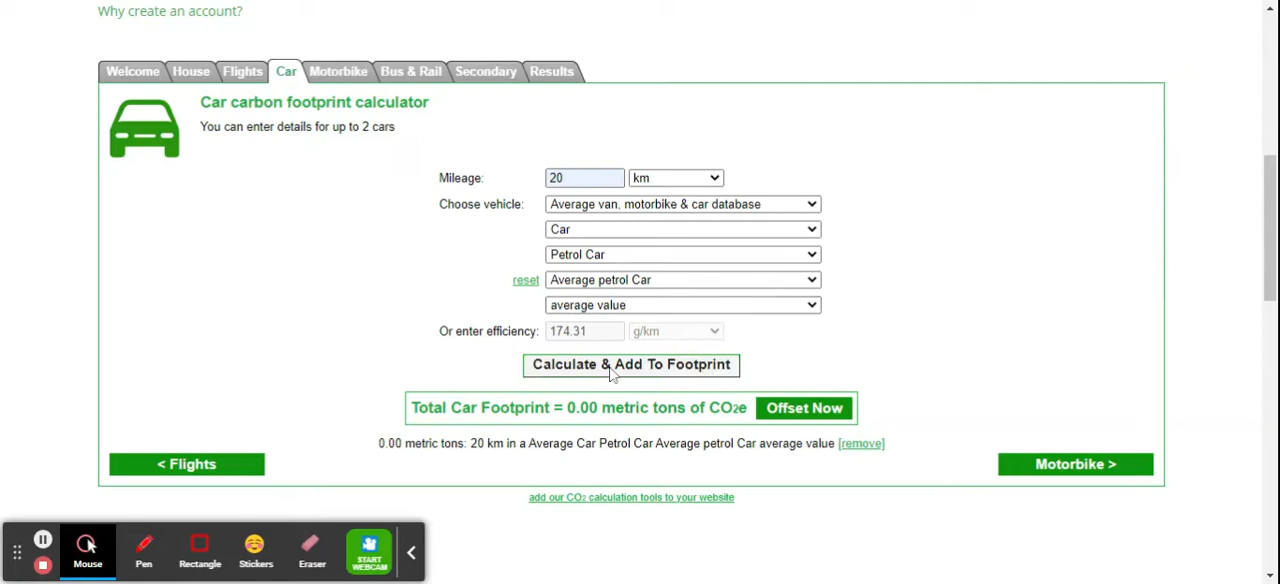 Why create an account?
Welcome House Flights Car Motorbike Bus & Rail Secondary Results
Car carbon footprint calculator
You can enter details for up to 2 cars
Mileage: 20 km
Choose vehicle: Average van, motorbike & car database
Car
Petrol Car
reset Average petrol Car
average value
Or enter efficiency: 174.31 g/km
Calculate & Add To Footprint
Total Car Footprint = 0.00 metric tons of CO2e Offset Now
0.00 metric tons: 20 km in a Average Car Petrol Car Average petrol Car average value [remove]
< Flights Motorbike >
add our CO2 calculation tools to your website
Mouse Pen Rectangle Stickers Eraser START WEBCAM